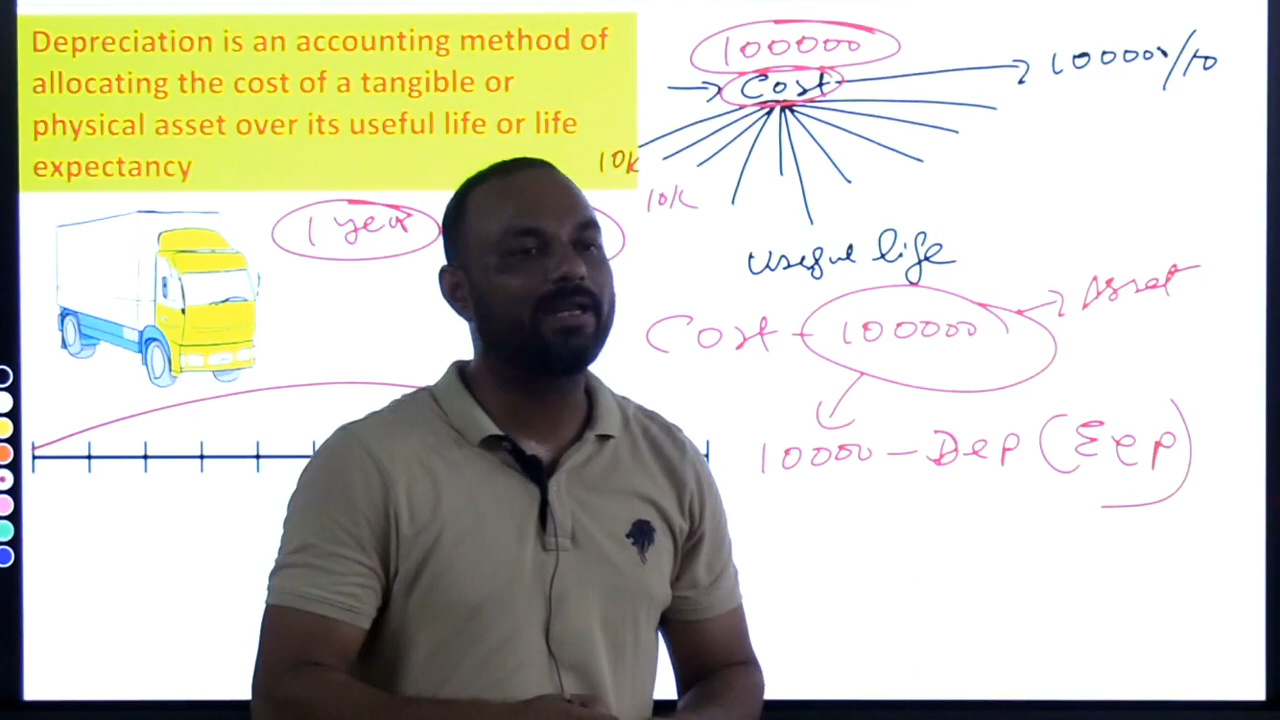 Depreciation is an accounting method of
allocating the cost of a tangible or
physical asset over its useful life or life
expectancy
100000
Cost
100000/10
10k
10K
1 year
useful life
Cost - 100000
Asset
10000 - Dep (Exp)